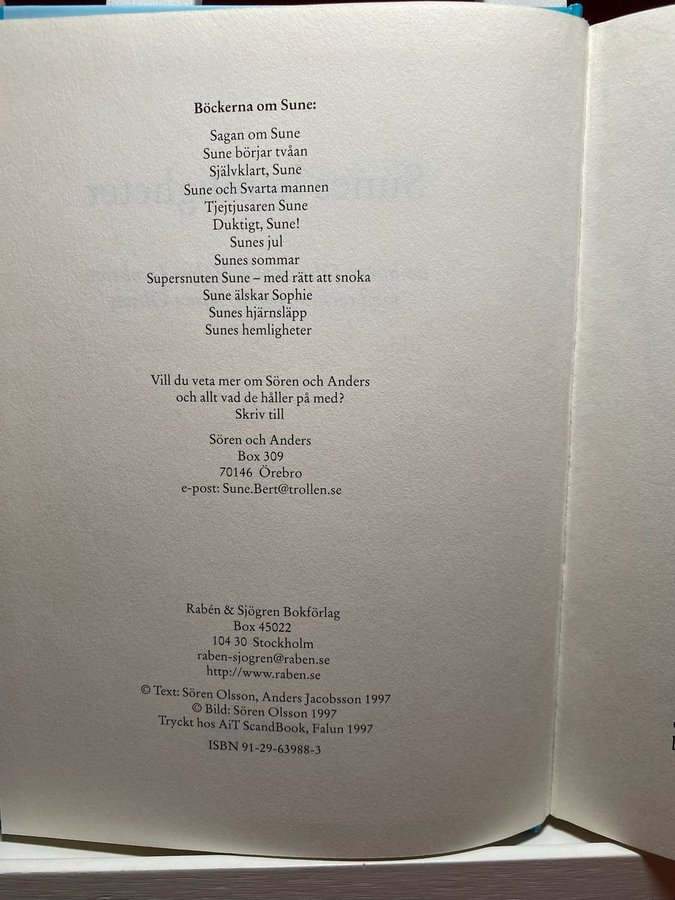 Böckerna om Sune:
Sagan om Sune
Sune börjar tvåan
Självklart, Sune
Sune och Svarta mannen
Tjejtjusaren Sune
Duktigt, Sune!
Sunes jul
Sunes sommar
Supersnuten Sune – med rätt att snoka
Sune älskar Sophie
Sunes hjärnsläpp
Sunes hemligheter
Vill du veta mer om Sören och Anders
och allt vad de håller på med?
Skriv till
Sören och Anders
Box 309
70146 Örebro
e-post: Sune.Bert@trollen.se
Rabén & Sjögren Bokförlag
Box 45022
104 30 Stockholm
raben-sjogren@raben.se
http://www.raben.se
© Text: Sören Olsson, Anders Jacobsson 1997
© Bild: Sören Olsson 1997
Tryckt hos AiT ScandBook, Falun 1997
ISBN 91-29-63988-3